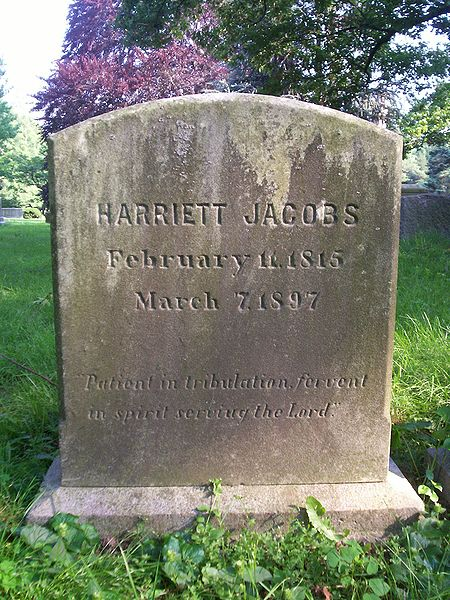 HARRIETT JACOBS
February 11.1815
March 7.1897
"Patient in tribulation, fervent
in spirit serving the Lord".